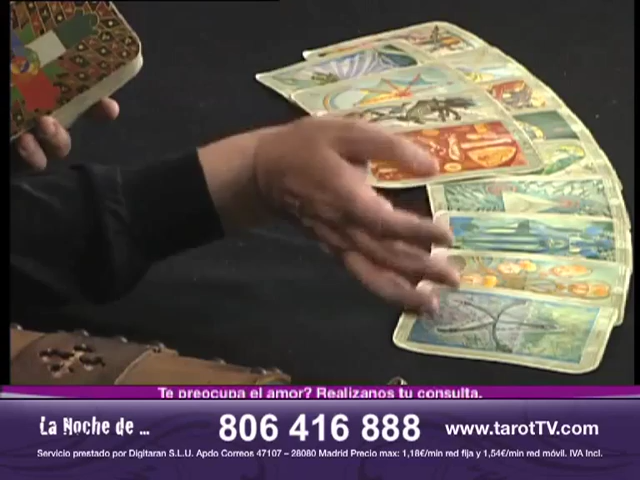 Te preocupa el amor? Realizanos tu consulta.
La Noche de ... 806 416 888 www.tarotTV.com
Servicio prestado por Digitaran S.L.U. Apdo Correos 47107 – 28080 Madrid Precio max: 1,18€/min red fija y 1,54€/min red móvil. IVA Incl.